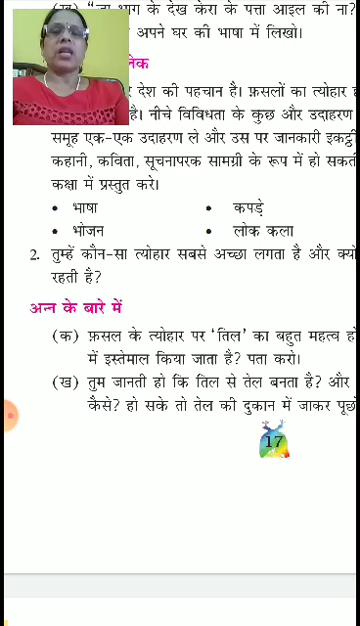 के देख केरा के पत्ता आइल की ना?
अपने घर की भाषा में लिखो।
देश की पहचान है। फ़सलों का त्योहार
है। नीचे विविधता के कुछ और उदाहरण
समूह एक-एक उदाहरण ले और उस पर जानकारी इकट्ठी
कहानी, कविता, सूचनापरक सामग्री के रूप में हो सकती
कक्षा में प्रस्तुत करे।
• भाषा • कपड़े
• भोजन • लोक कला
2. तुम्हें कौन-सा त्योहार सबसे अच्छा लगता है और क्यों
रहती है?
अन्न के बारे में
(क) फ़सल के त्योहार पर 'तिल' का बहुत महत्व
में इस्तेमाल किया जाता है? पता करो।
(ख) तुम जानती हो कि तिल से तेल बनता है? और
कैसे? हो सके तो तेल की दुकान में जाकर पूछो
17